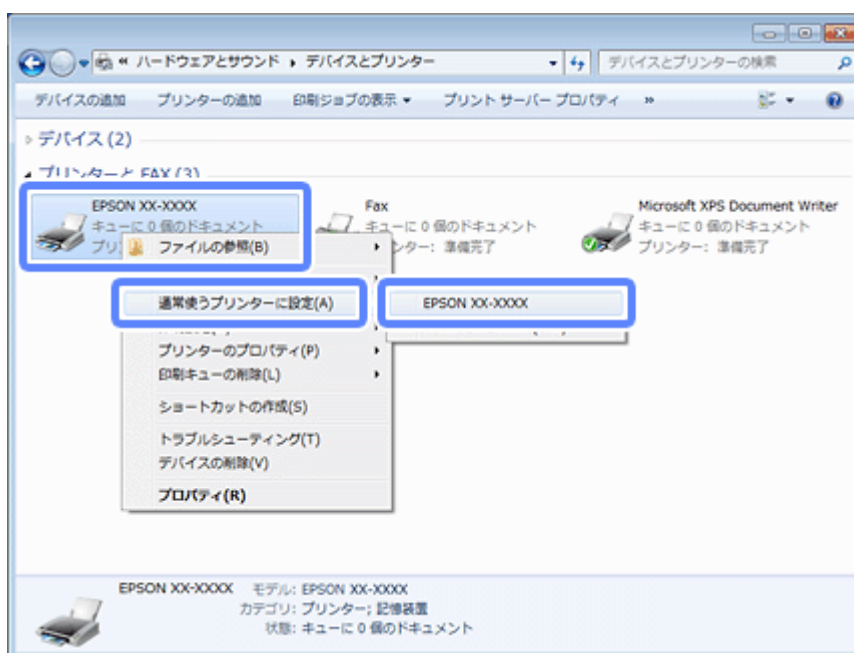 « ハードウェアとサウンド ▸ デバイスとプリンター
デバイスとプリンターの検索
デバイスの追加 プリンターの追加 印刷ジョブの表示 ▼ プリント サーバー プロパティ »
デバイス (2)
プリンターと FAX (3)
EPSON XX-XXXX
キューに 0 個のドキュメント
Fax
キューに 0 個のドキュメント
準備完了
Microsoft XPS Document Writer
キューに 0 個のドキュメント
プリンター: 準備完了
ファイルの参照(B)
通常使うプリンターに設定(A)
EPSON XX-XXXX
プリンターのプロパティ(P)
印刷キューの削除(L)
ショートカットの作成(S)
トラブルシューティング(T)
デバイスの削除(V)
プロパティ(R)
EPSON XX-XXXX モデル: EPSON XX-XXXX
カテゴリ: プリンター; 記憶装置
状態: キューに 0 個のドキュメント